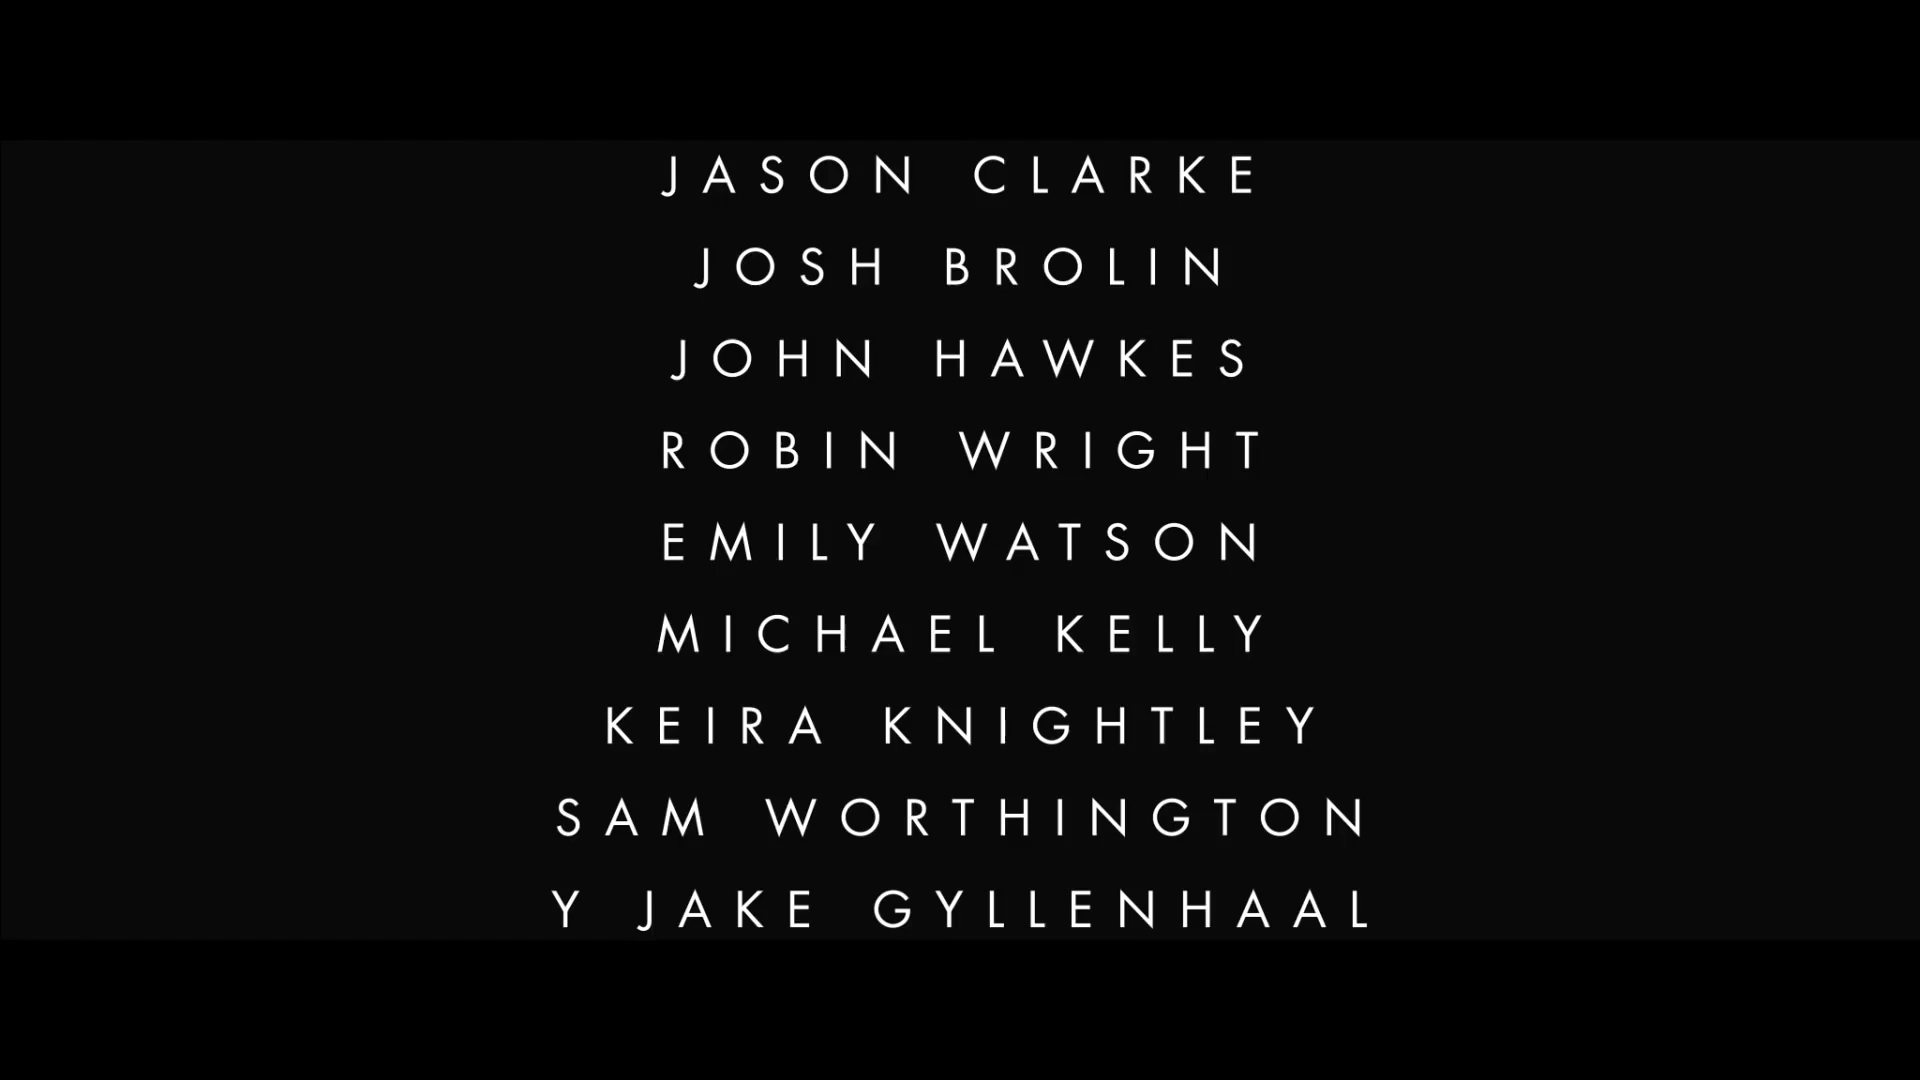 JASON CLARKE
JOSH BROLIN
JOHN HAWKES
ROBIN WRIGHT
EMILY WATSON
MICHAEL KELLY
KEIRA KNIGHTLEY
SAM WORTHINGTON
Y JAKE GYLLENHAAL